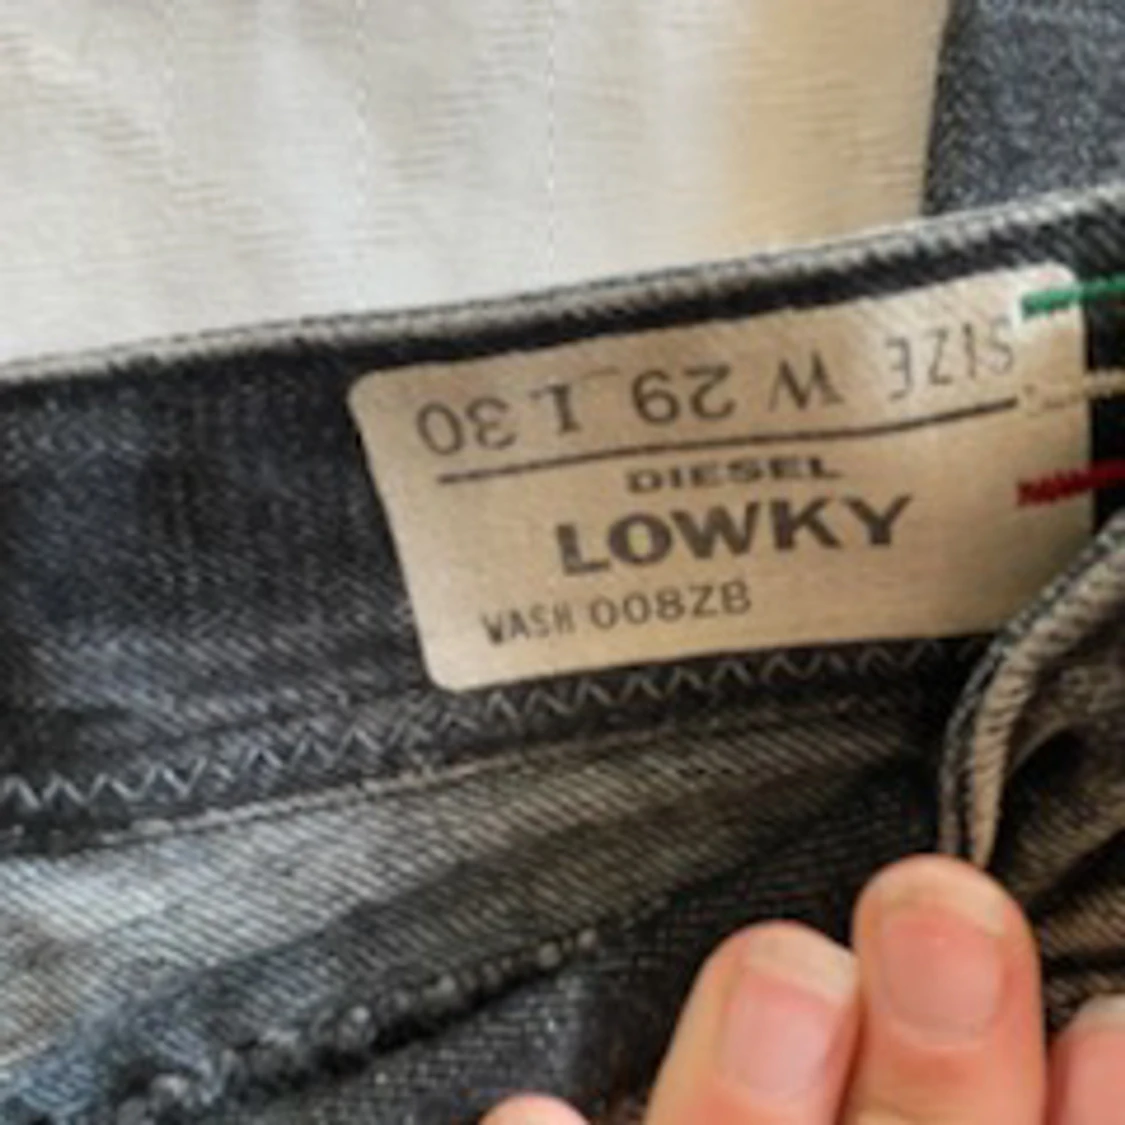 SIZE W 29 L 30
DIESEL
LOWKY
WASH 008ZB